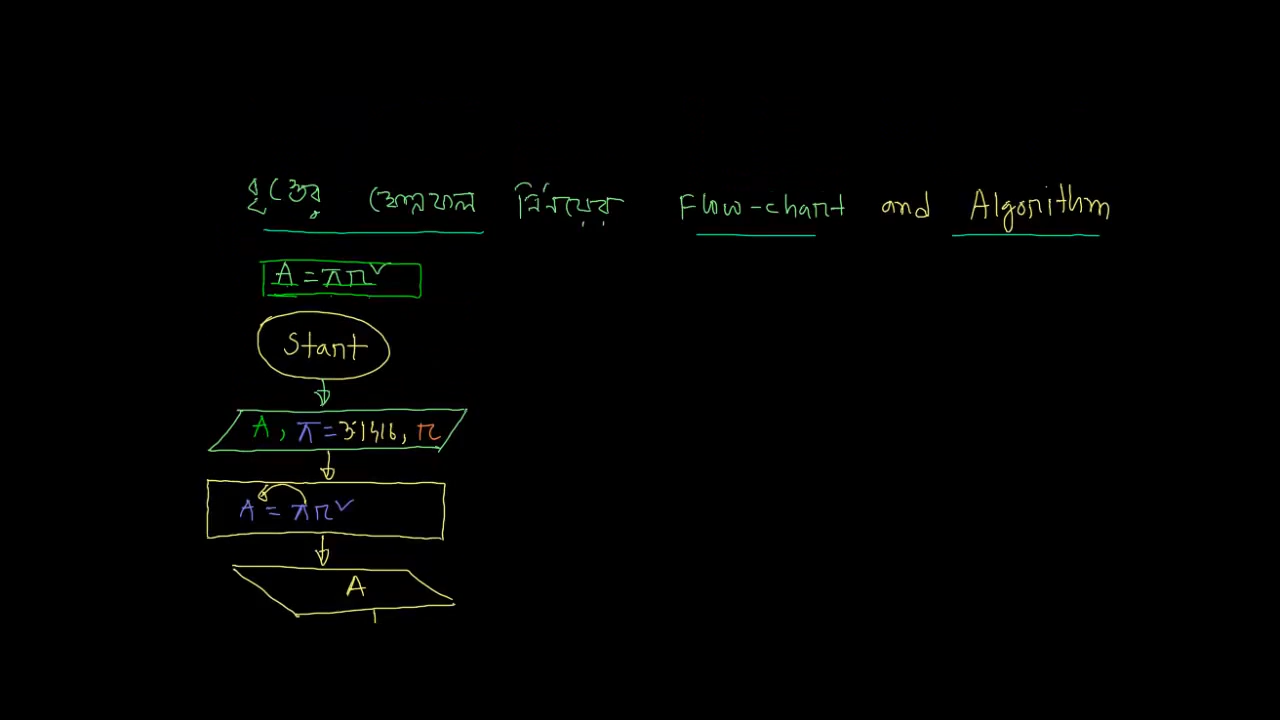 বৃত্তের ক্ষেত্রফল নির্ণয়ের Flow-chart and Algorithm
A = πr²
Start
A, π = 3.1416, r
A = πr²
A